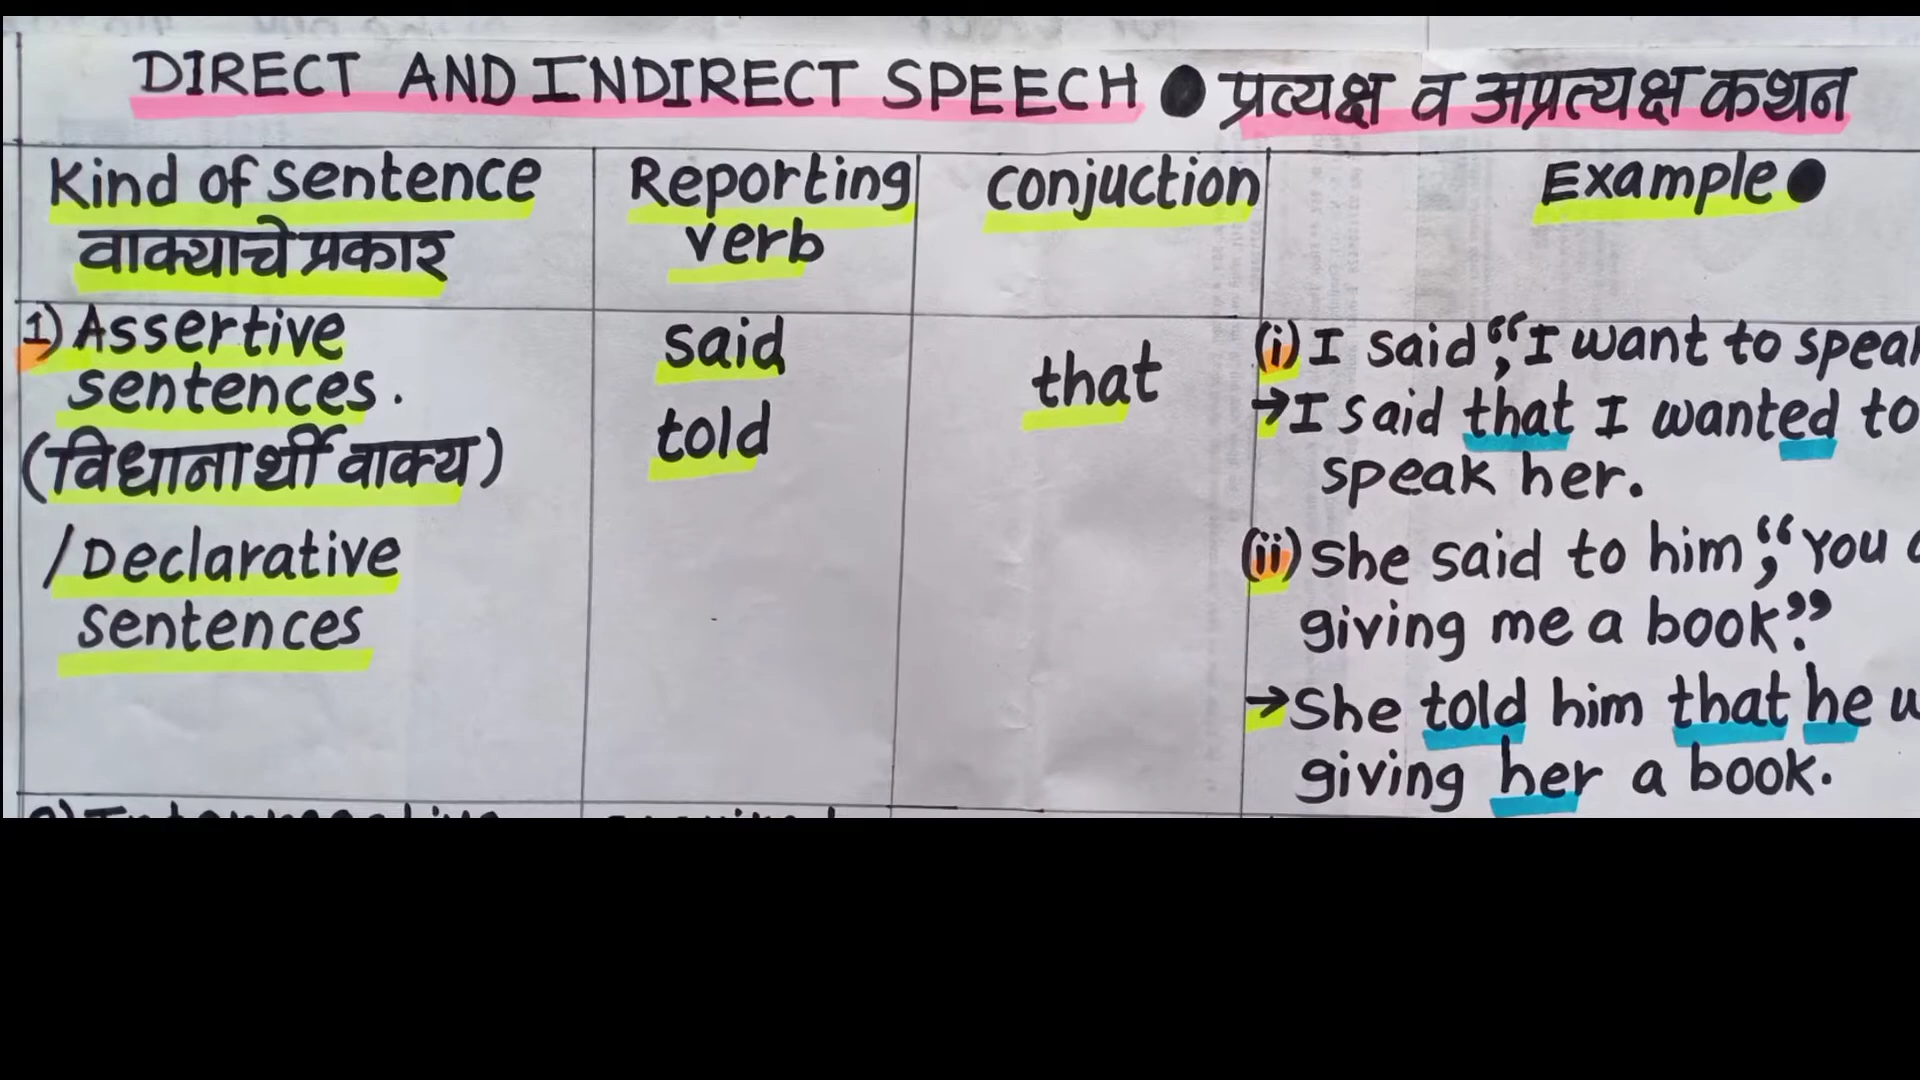 DIRECT AND INDIRECT SPEECH ● प्रत्यक्ष व अप्रत्यक्ष कथन
Kind of sentence
वाक्याचे प्रकार
Reporting
verb
conjuction
Example ●
1) Assertive
sentences.
(विधानार्थी वाक्य)
/Declarative
sentences
said
told
that
(i) I said, “I want to
→ I said that I wanted to
speak her.
(ii) She said to him, “You
giving me a book”.
→ She told him that he
giving her a book.